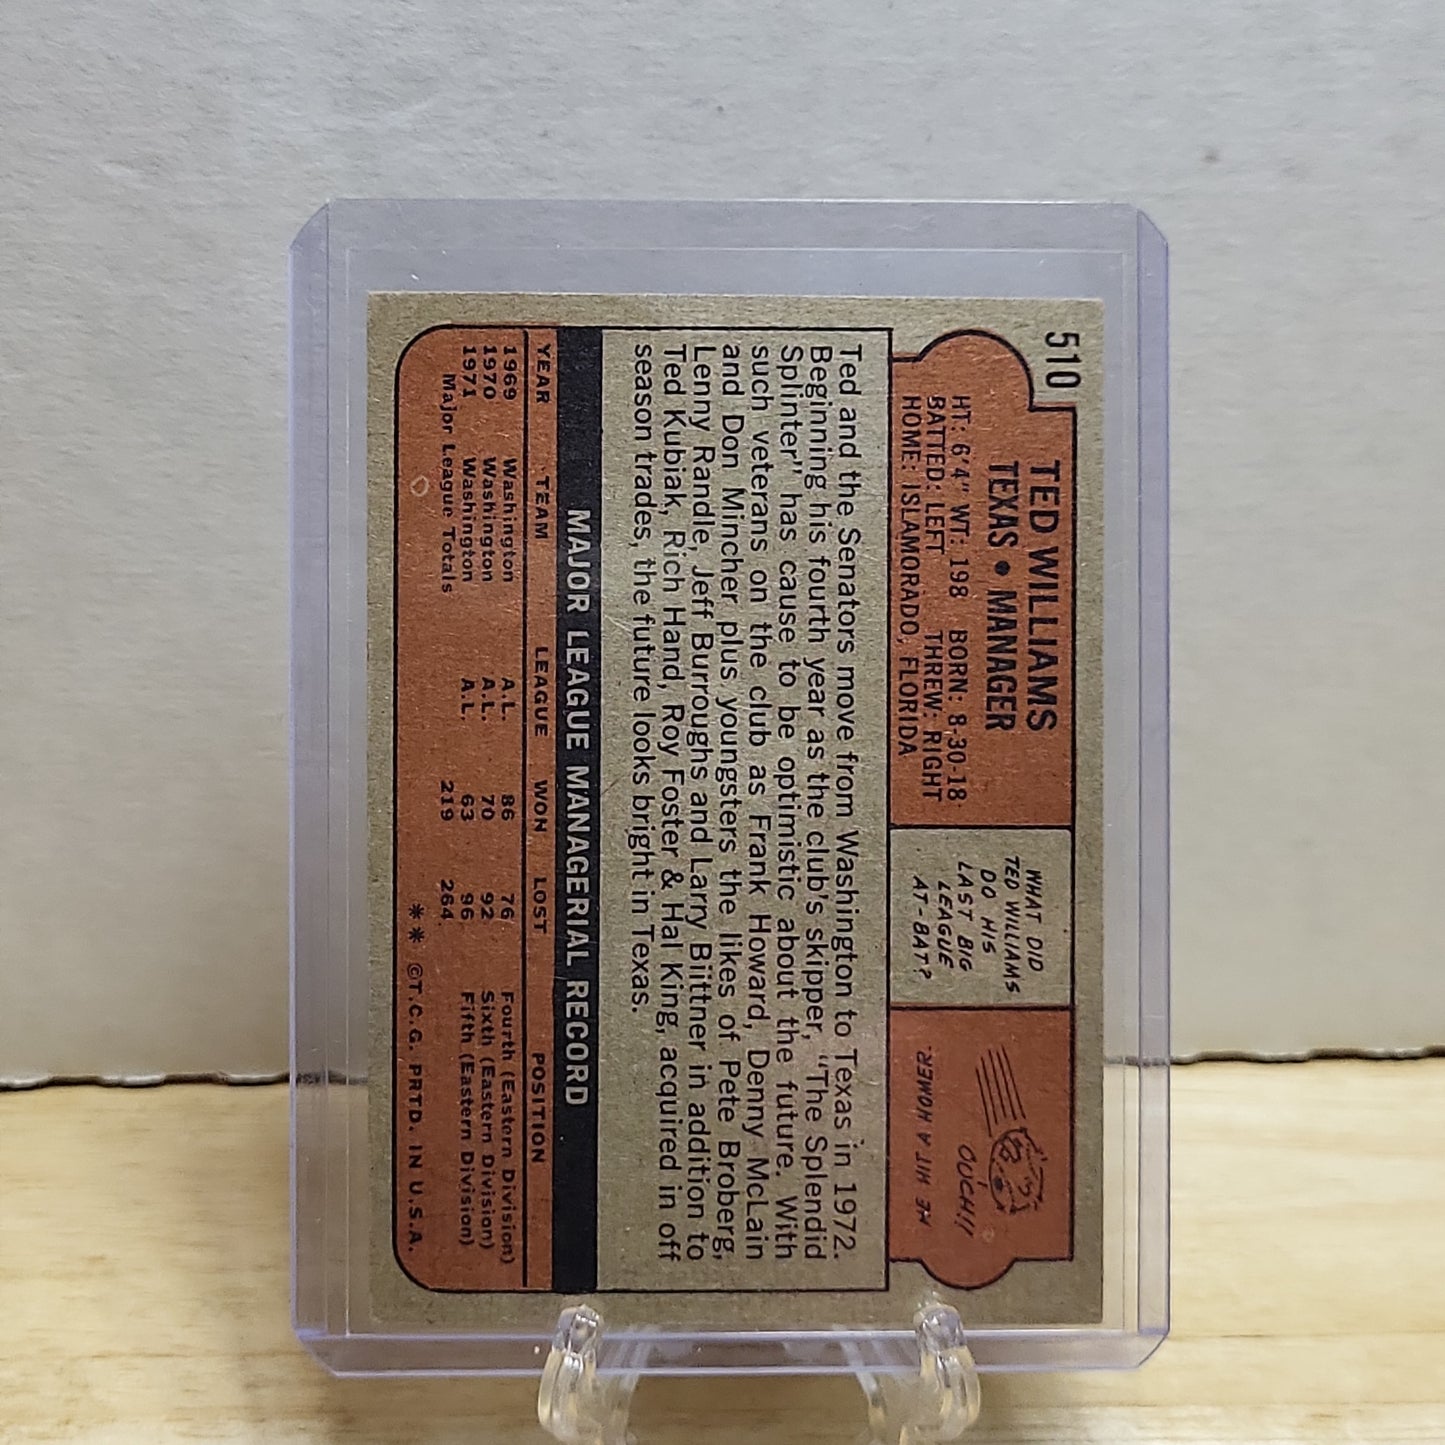 510
TED WILLIAMS
TEXAS • MANAGER
HT: 6'4" WT: 198 BORN: 8-30-18
BATTED: LEFT THREW: RIGHT
HOME: ISLAMORADO, FLORIDA
WHAT DID
TED WILLIAMS
DO HIS
LAST BIG
LEAGUE
AT-BAT?
OUCH!!
HE HIT A HOMER.
Ted and the Senators move from Washington to Texas in 1972.
Beginning his fourth year as the club's skipper, "The Splendid
Splinter" has cause to be optimistic about the future. With
such veterans on the club as Frank Howard, Denny McLain
and Don Mincher plus youngsters the likes of Pete Broberg,
Lenny Randle, Jeff Burroughs and Larry Biittner in addition to
Ted Kubiak, Rich Hand, Roy Foster & Hal King, acquired in off
season trades, the future looks bright in Texas.
MAJOR LEAGUE MANAGERIAL RECORD
YEAR TEAM LEAGUE WON LOST POSITION
1969 Washington A.L. 86 76 Fourth (Eastern Division)
1970 Washington A.L. 70 92 Sixth (Eastern Division)
1971 Washington A.L. 63 96 Fifth (Eastern Division)
Major League Totals 219 264
** ©T.C.G. PRTD. IN U.S.A.